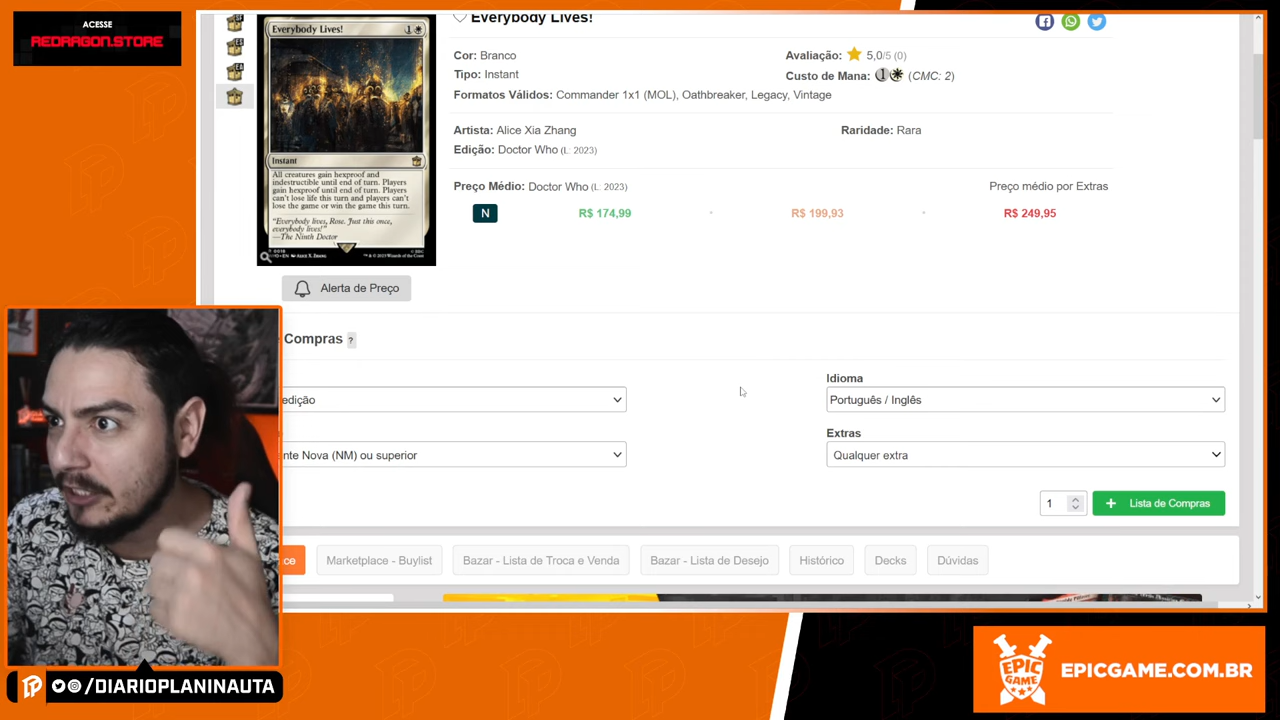 ACESSE
REDRAGON.STORE
Everybody Lives!
Everybody Lives!
1
Instant
All creatures gain hexproof and
indestructible until end of turn. Players
gain hexproof until end of turn. Players
can't lose life this turn and players can't
lose the game or win the game this turn.
"Everybody lives, Rose. Just this once,
everybody lives!"
—The Ninth Doctor
Cor: Branco
Avaliação: 5,0/5 (0)
Tipo: Instant
Custo de Mana: 1 (CMC: 2)
Formatos Válidos: Commander 1x1 (MOL), Oathbreaker, Legacy, Vintage
Artista: Alice Xia Zhang
Raridade: Rara
Edição: Doctor Who (L: 2023)
Preço Médio: Doctor Who (L: 2023)
Preço médio por Extras
N
R$ 174,99
R$ 199,93
R$ 249,95
Alerta de Preço
Compras ?
Idioma
edição
Português / Inglês
Extras
nte Nova (NM) ou superior
Qualquer extra
1
+ Lista de Compras
ce
Marketplace - Buylist
Bazar - Lista de Troca e Venda
Bazar - Lista de Desejo
Histórico
Decks
Dúvidas
/DIARIOPLANINAUTA
EPIC
GAME
EPICGAME.COM.BR